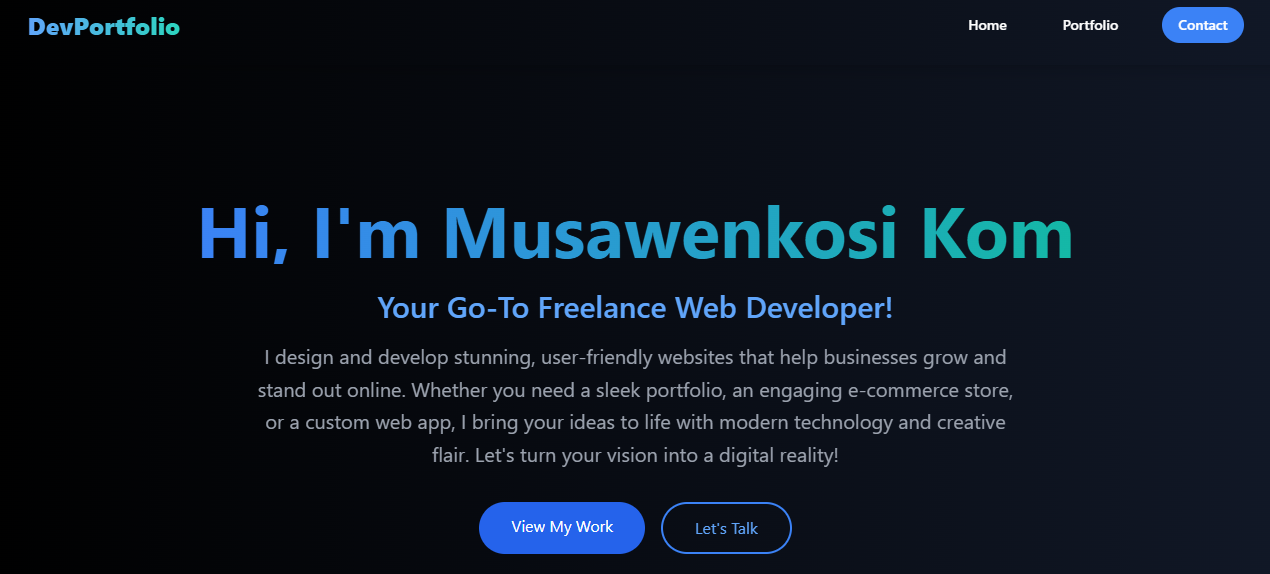 DevPortfolio
Home
Portfolio
Contact
Hi, I'm Musawenkosi Kom
Your Go-To Freelance Web Developer!
I design and develop stunning, user-friendly websites that help businesses grow and
stand out online. Whether you need a sleek portfolio, an engaging e-commerce store,
or a custom web app, I bring your ideas to life with modern technology and creative
flair. Let's turn your vision into a digital reality!
View My Work
Let's Talk